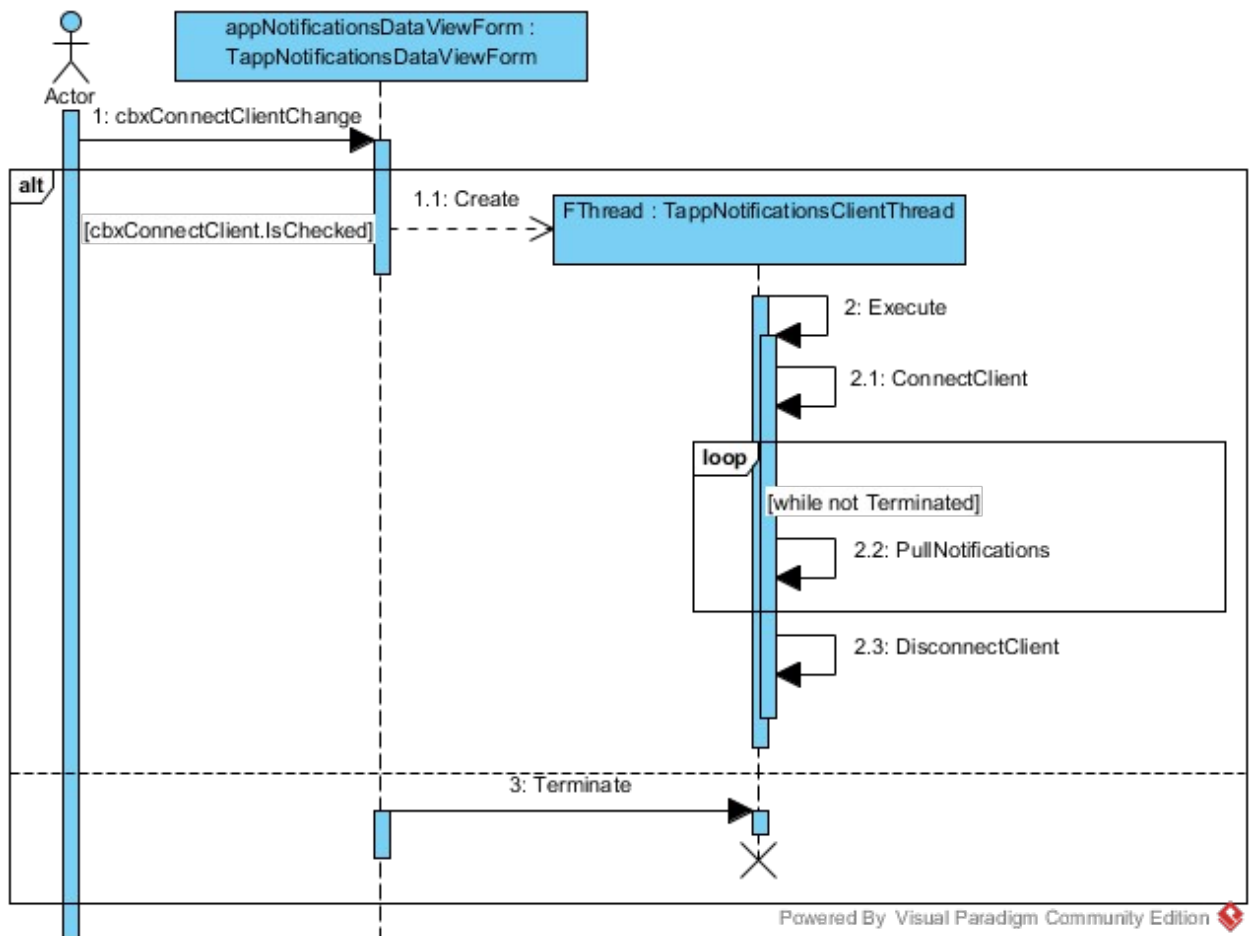 appNotificationsDataViewForm :
TappNotificationsDataViewForm
Actor
1: cbxConnectClientChange
alt
1.1: Create
FThread : TappNotificationsClientThread
[cbxConnectClient.IsChecked]
2: Execute
2.1: ConnectClient
loop
[while not Terminated]
2.2: PullNotifications
2.3: DisconnectClient
3: Terminate
Powered By Visual Paradigm Community Edition